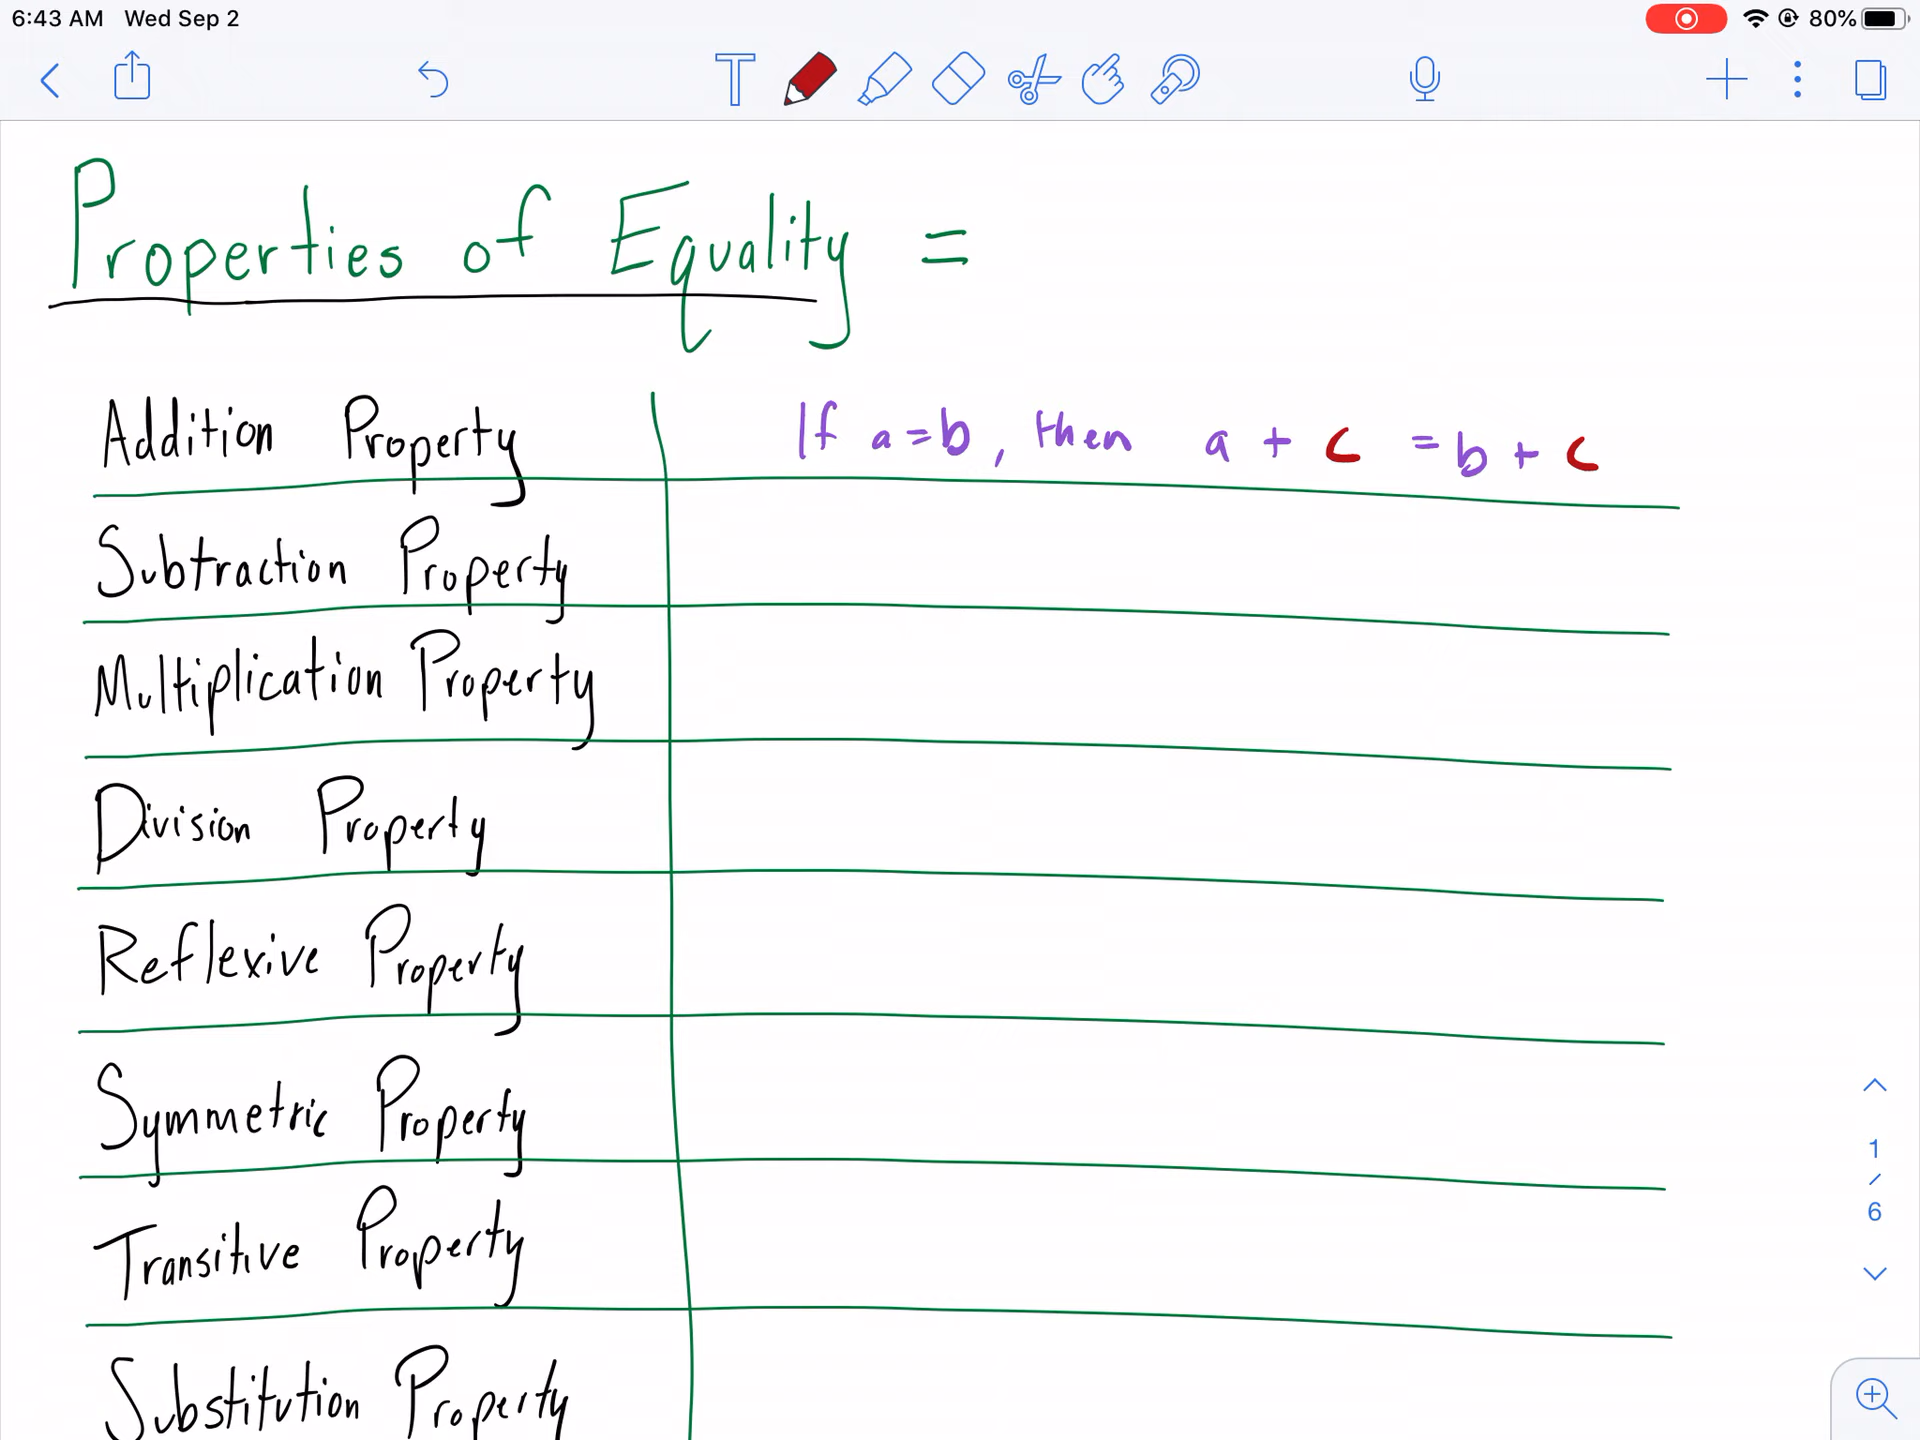 6:43 AM Wed Sep 2 80%
T
Properties of Equality =
Addition Property If a=b, then a + c = b + c
Subtraction Property
Multiplication Property
Division Property
Reflexive Property
Symmetric Property
Transitive Property
Substitution Property
1
/
6